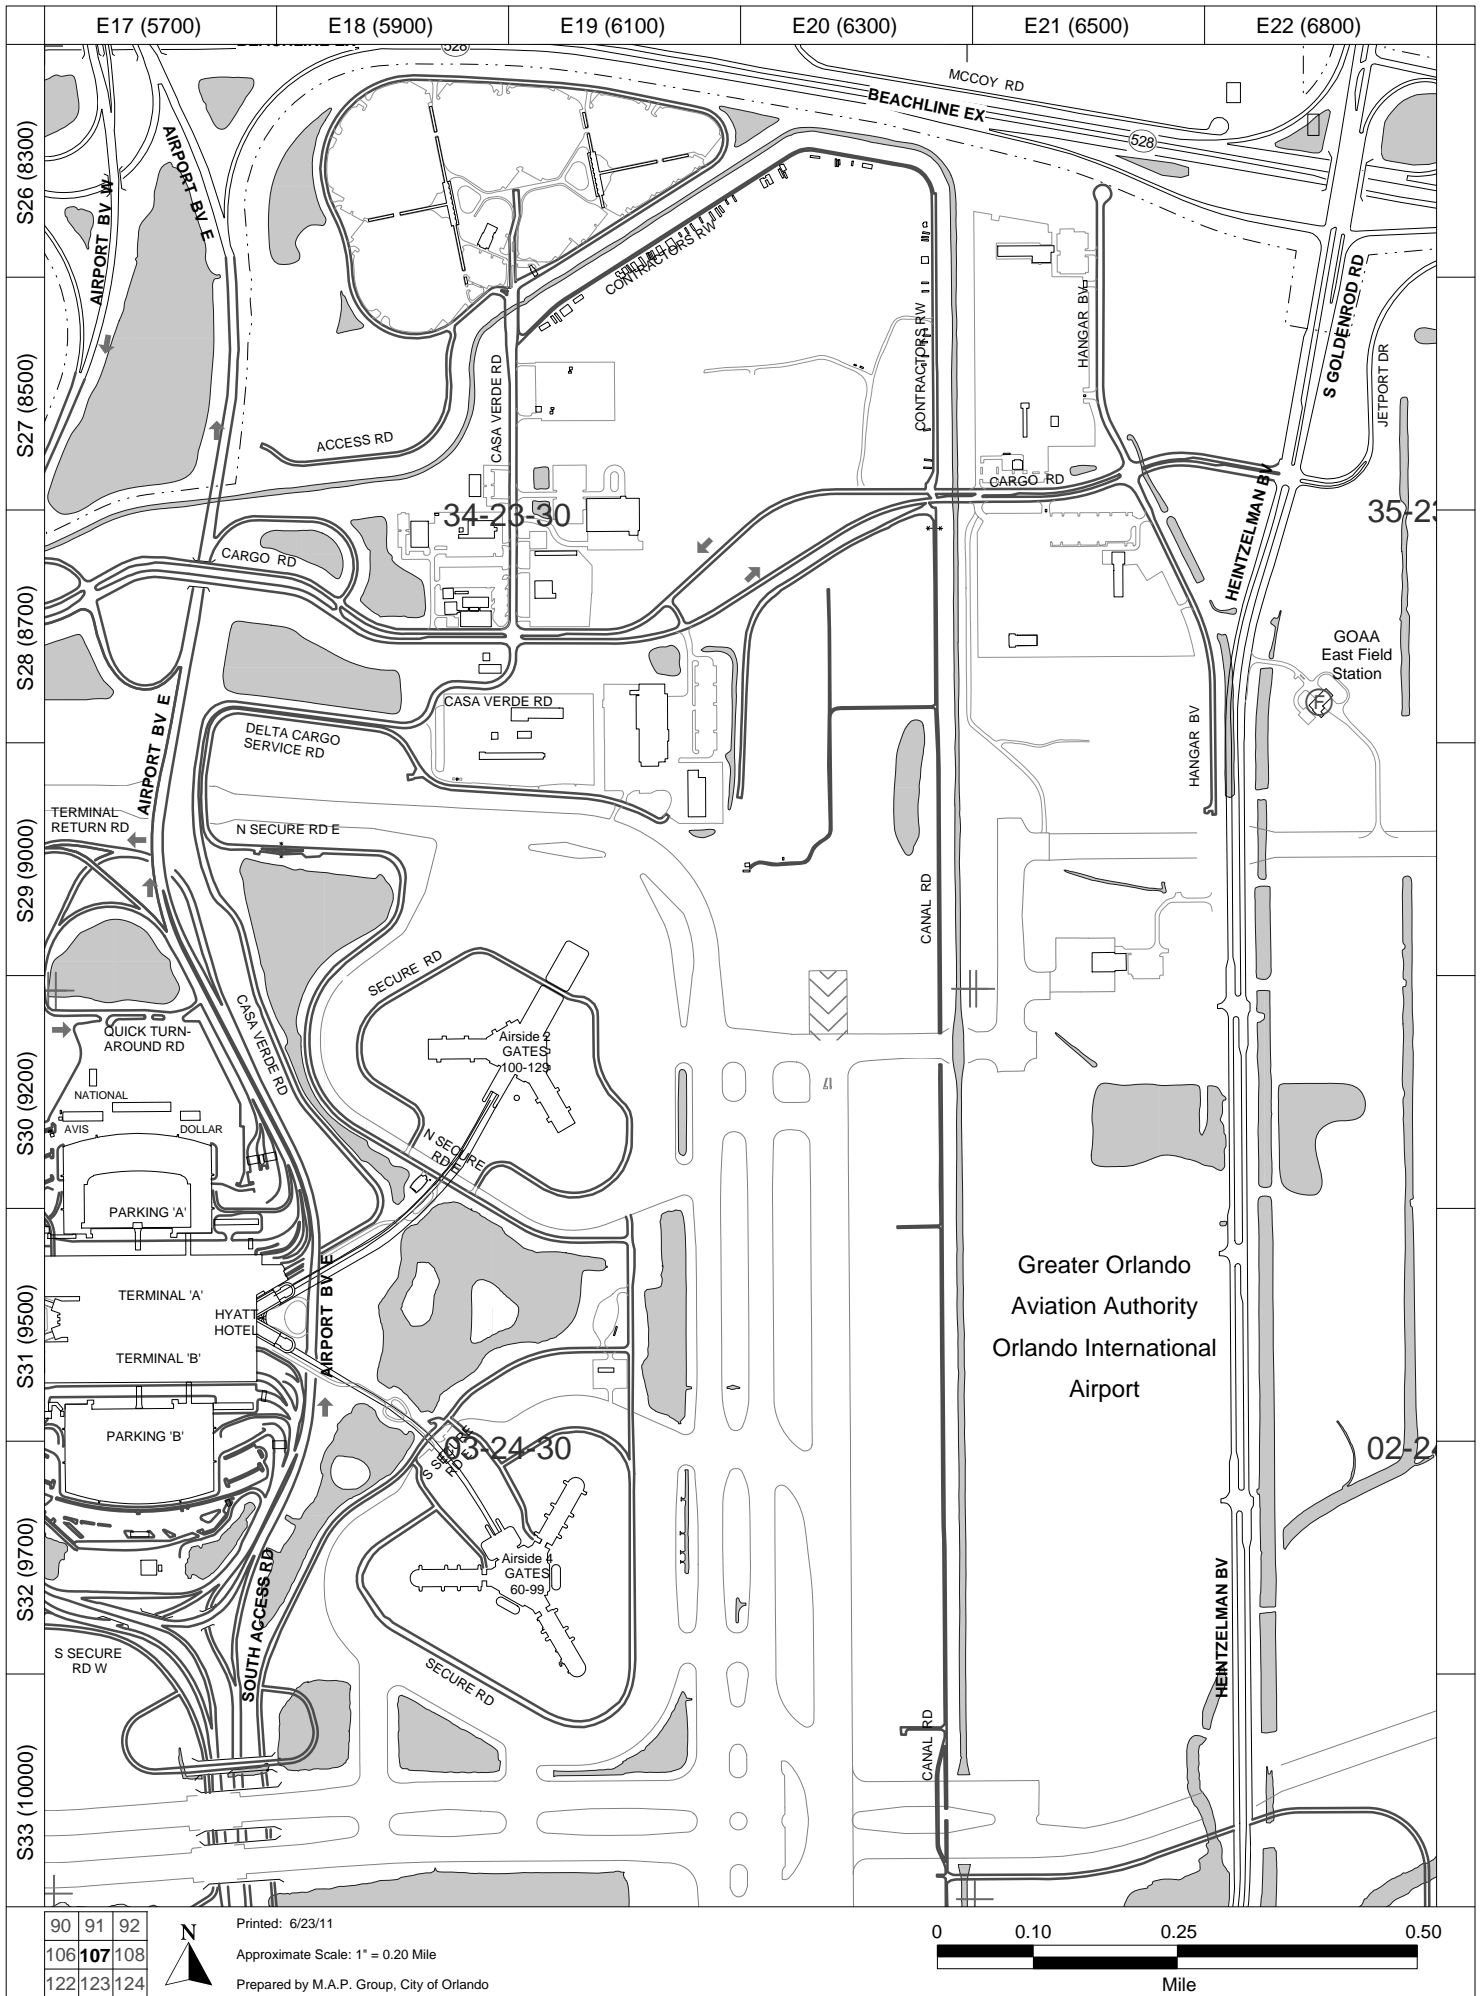 E17 (5700)
E18 (5900)
E19 (6100)
E20 (6300)
E21 (6500)
E22 (6800)
S26 (8300)
S27 (8500)
S28 (8700)
S29 (9000)
S30 (9200)
S31 (9500)
S32 (9700)
S33 (10000)
528
MCCOY RD
BEACHLINE EX
528
AIRPORT BV W
AIRPORT BV E
CONTRACTORS RW
CONTRACTORS RW
HANGAR BV
S GOLDENROD RD
JETPORT DR
CASA VERDE RD
ACCESS RD
CARGO RD
34-23-30
35-23
HEINTZELMAN BV
CARGO RD
GOAA
East Field
Station
F
CASA VERDE RD
AIRPORT BV E
DELTA CARGO
SERVICE RD
HANGAR BV
TERMINAL
RETURN RD
N SECURE RD E
CANAL RD
SECURE RD
CASA VERDE RD
QUICK TURN-
AROUND RD
Airside 2
GATES
100-129
NATIONAL
AVIS
DOLLAR
N SECURE
RD E
PARKING 'A'
TERMINAL 'A'
HYATT
HOTEL
AIRPORT BV E
TERMINAL 'B'
Greater Orlando
Aviation Authority
Orlando International
Airport
PARKING 'B'
S SECURE
RD E
03-24-30
02-24
Airside 4
GATES
60-99
SOUTH ACCESS RD
HEINTZELMAN BV
S SECURE
RD W
SECURE RD
CANAL RD
90 91 92
106 107 108
122 123 124
N
Printed: 6/23/11
Approximate Scale: 1" = 0.20 Mile
Prepared by M.A.P. Group, City of Orlando
0 0.10 0.25 0.50
Mile